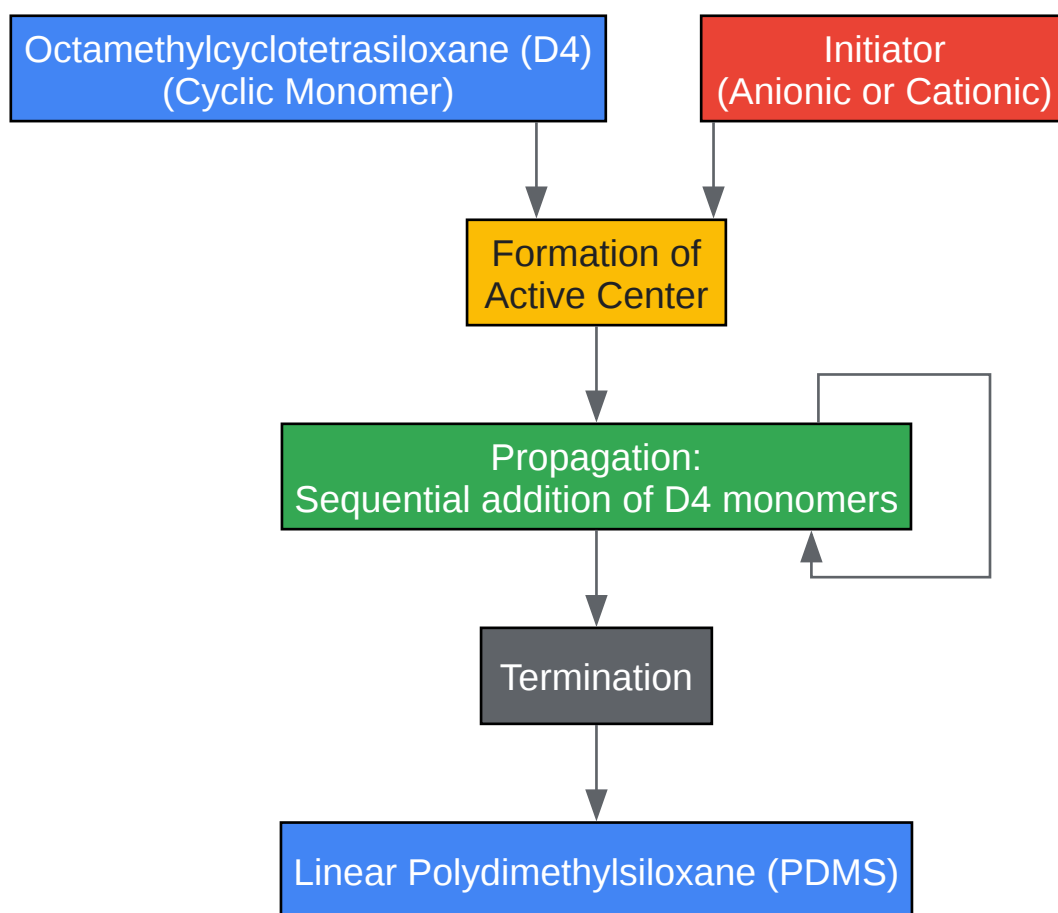 Octamethylcyclotetrasiloxane (D4)
(Cyclic Monomer)
Initiator
(Anionic or Cationic)
Formation of
Active Center
Propagation:
Sequential addition of D4 monomers
Termination
Linear Polydimethylsiloxane (PDMS)